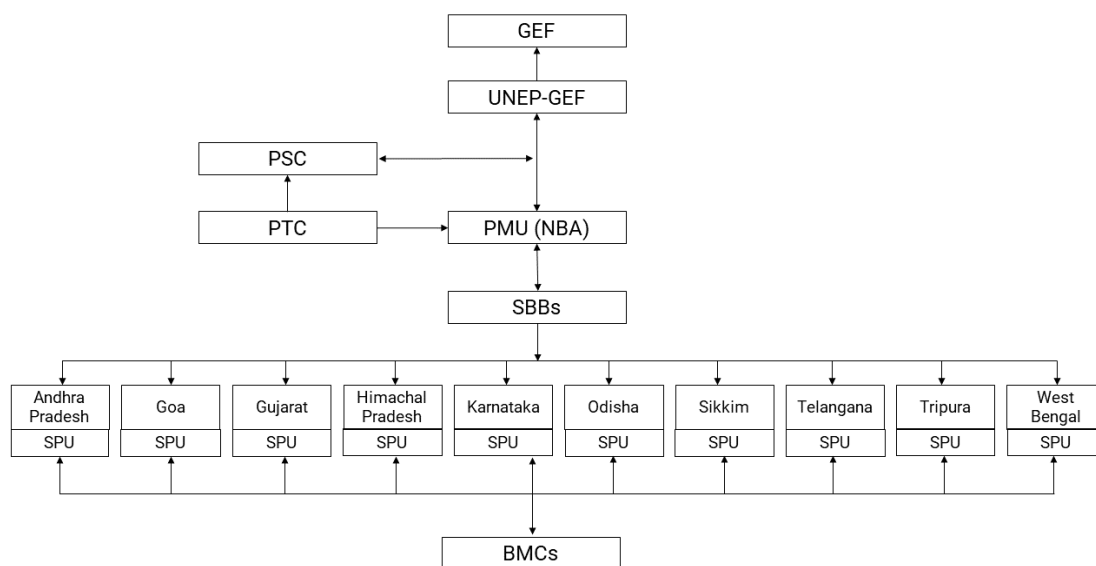 GEF
UNEP-GEF
PSC
PTC
PMU (NBA)
SBBs
Andhra
Pradesh
Goa
Gujarat
Himachal
Pradesh
Karnataka
Odisha
Sikkim
Telangana
Tripura
West
Bengal
SPU
SPU
SPU
SPU
SPU
SPU
SPU
SPU
SPU
SPU
BMCs